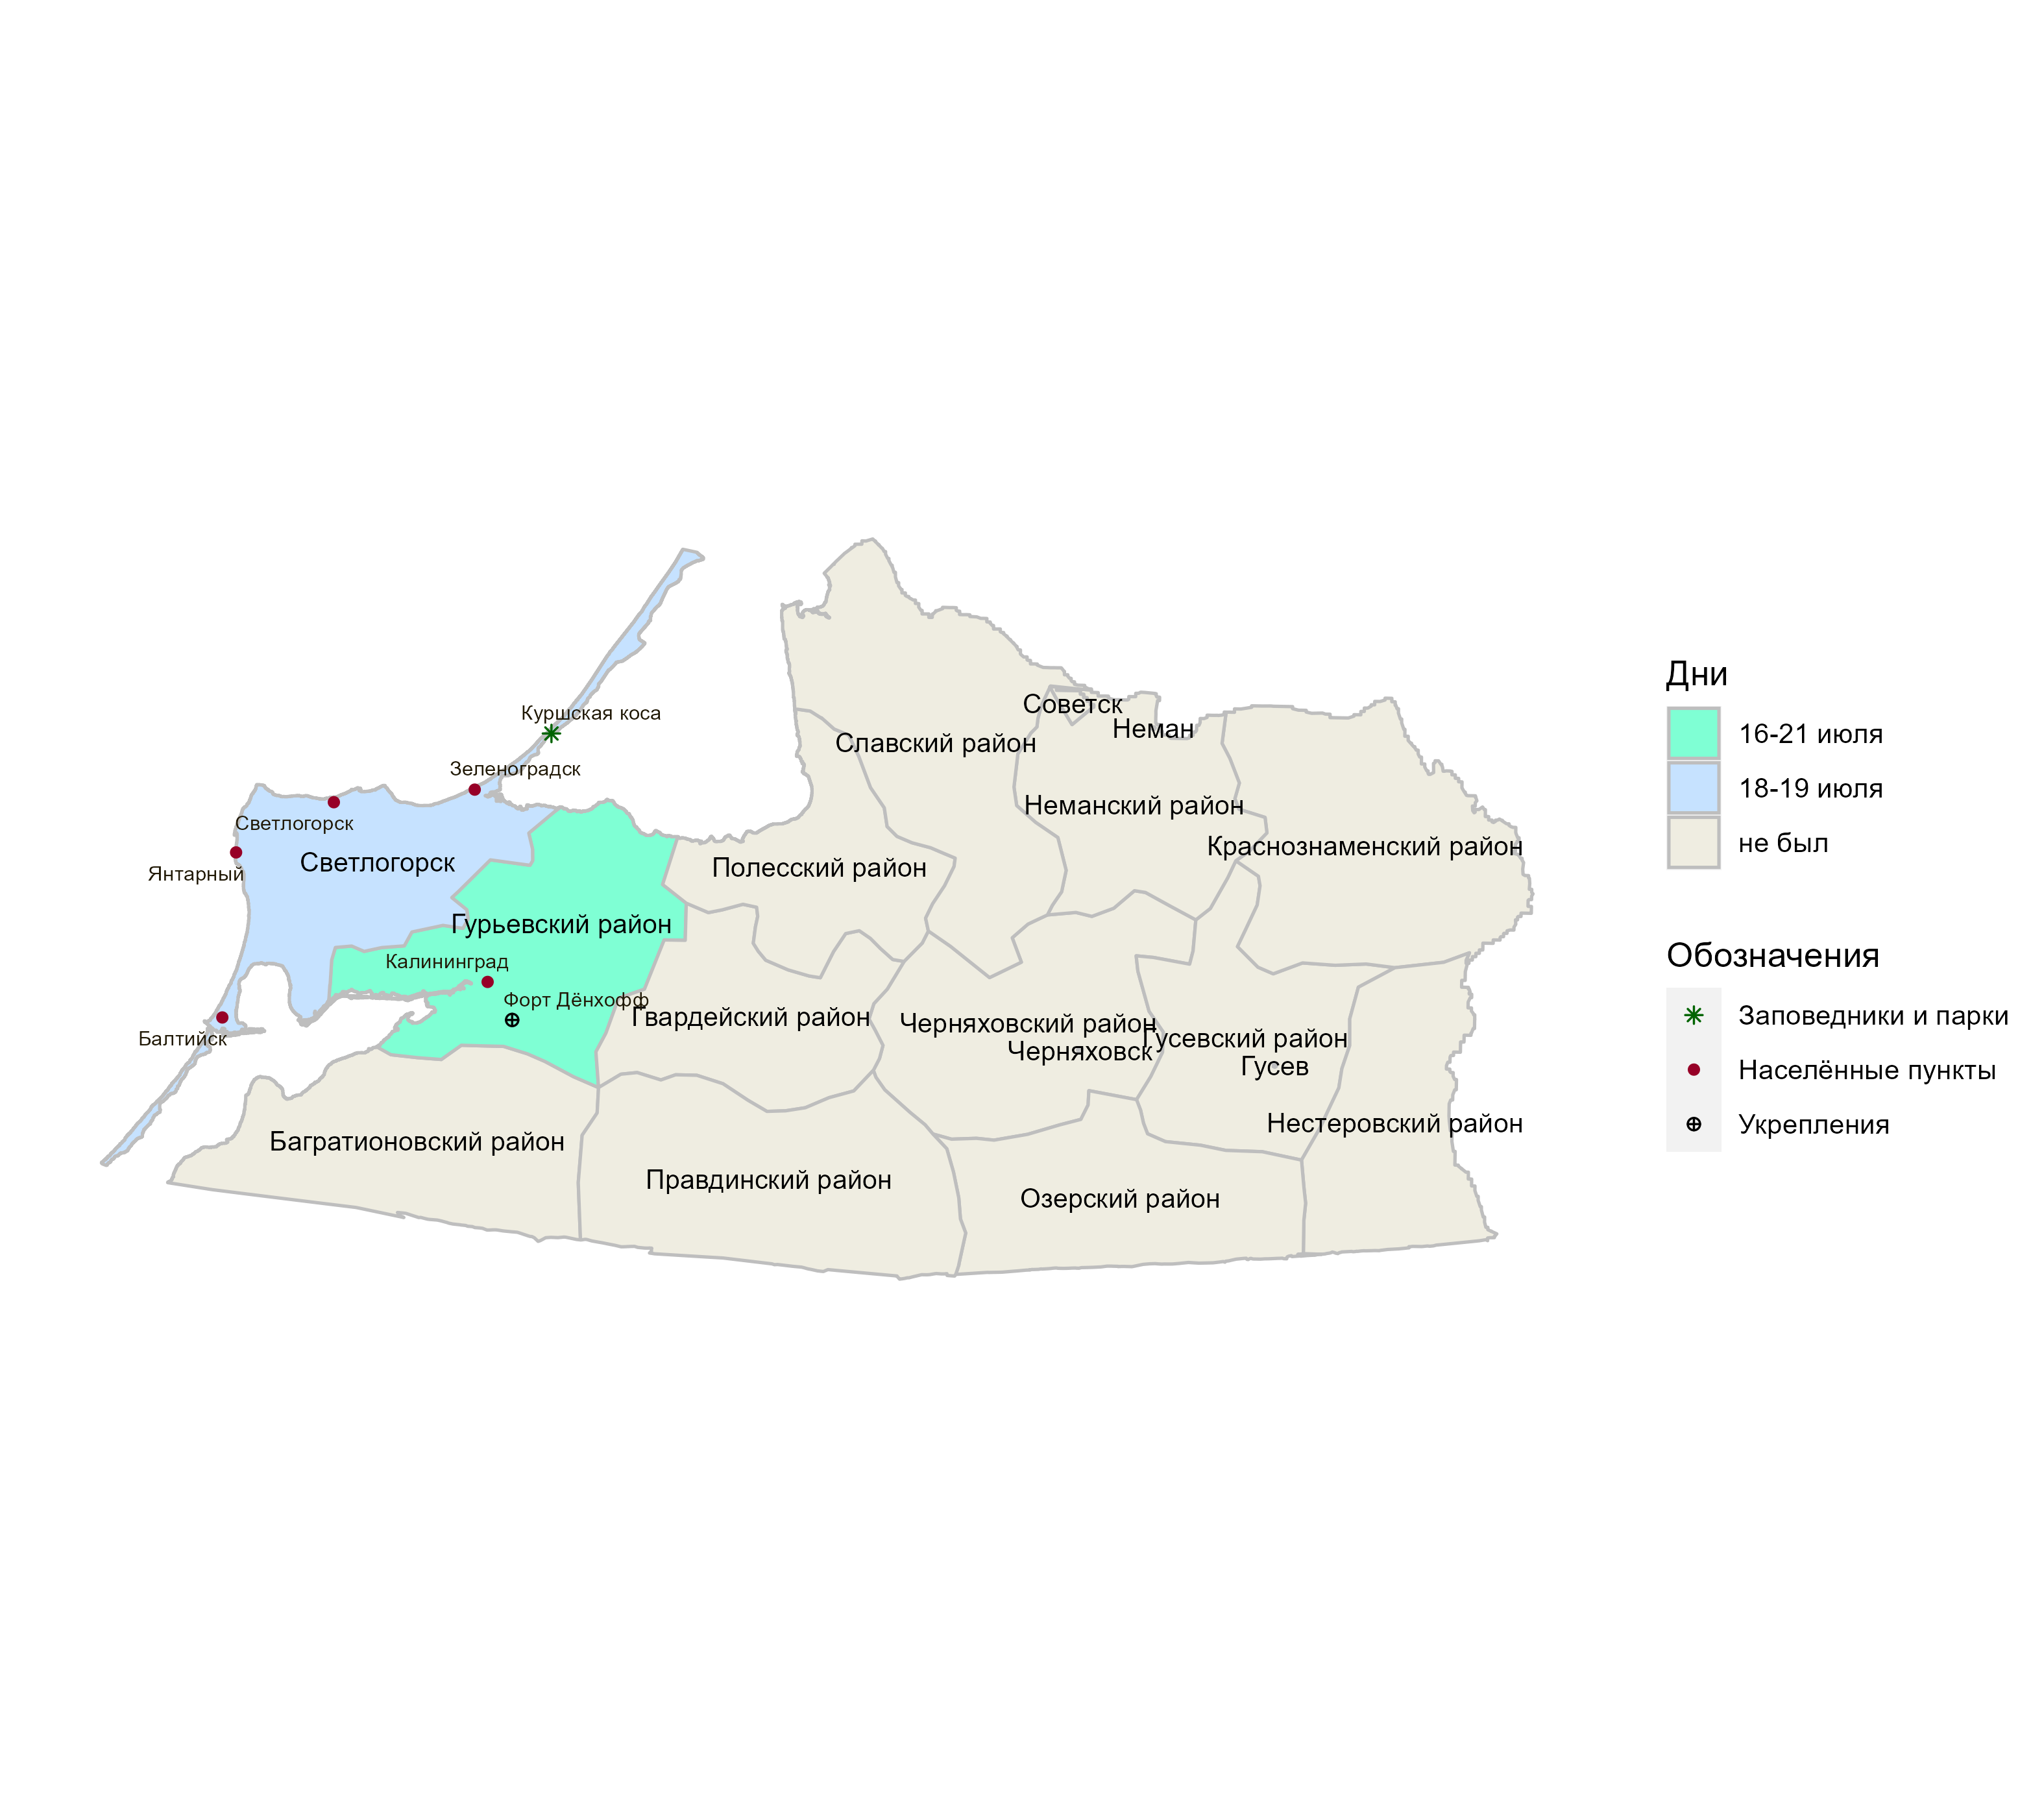 Советск
Неман
Куршская коса
Славский район
Зеленоградск
Неманский район
Светлогорск
Краснознаменский район
Светлогорск
Полесский район
Янтарный
Гурьевский район
Калининград
Форт Дёнхофф
Гвардейский район
Черняховский район
Гусевский район
Балтийск
Черняховск
Гусев
Нестеровский район
Багратионовский район
Правдинский район
Озерский район
Дни
16-21 июля
18-19 июля
не был
Обозначения
Заповедники и парки
Населённые пункты
Укрепления